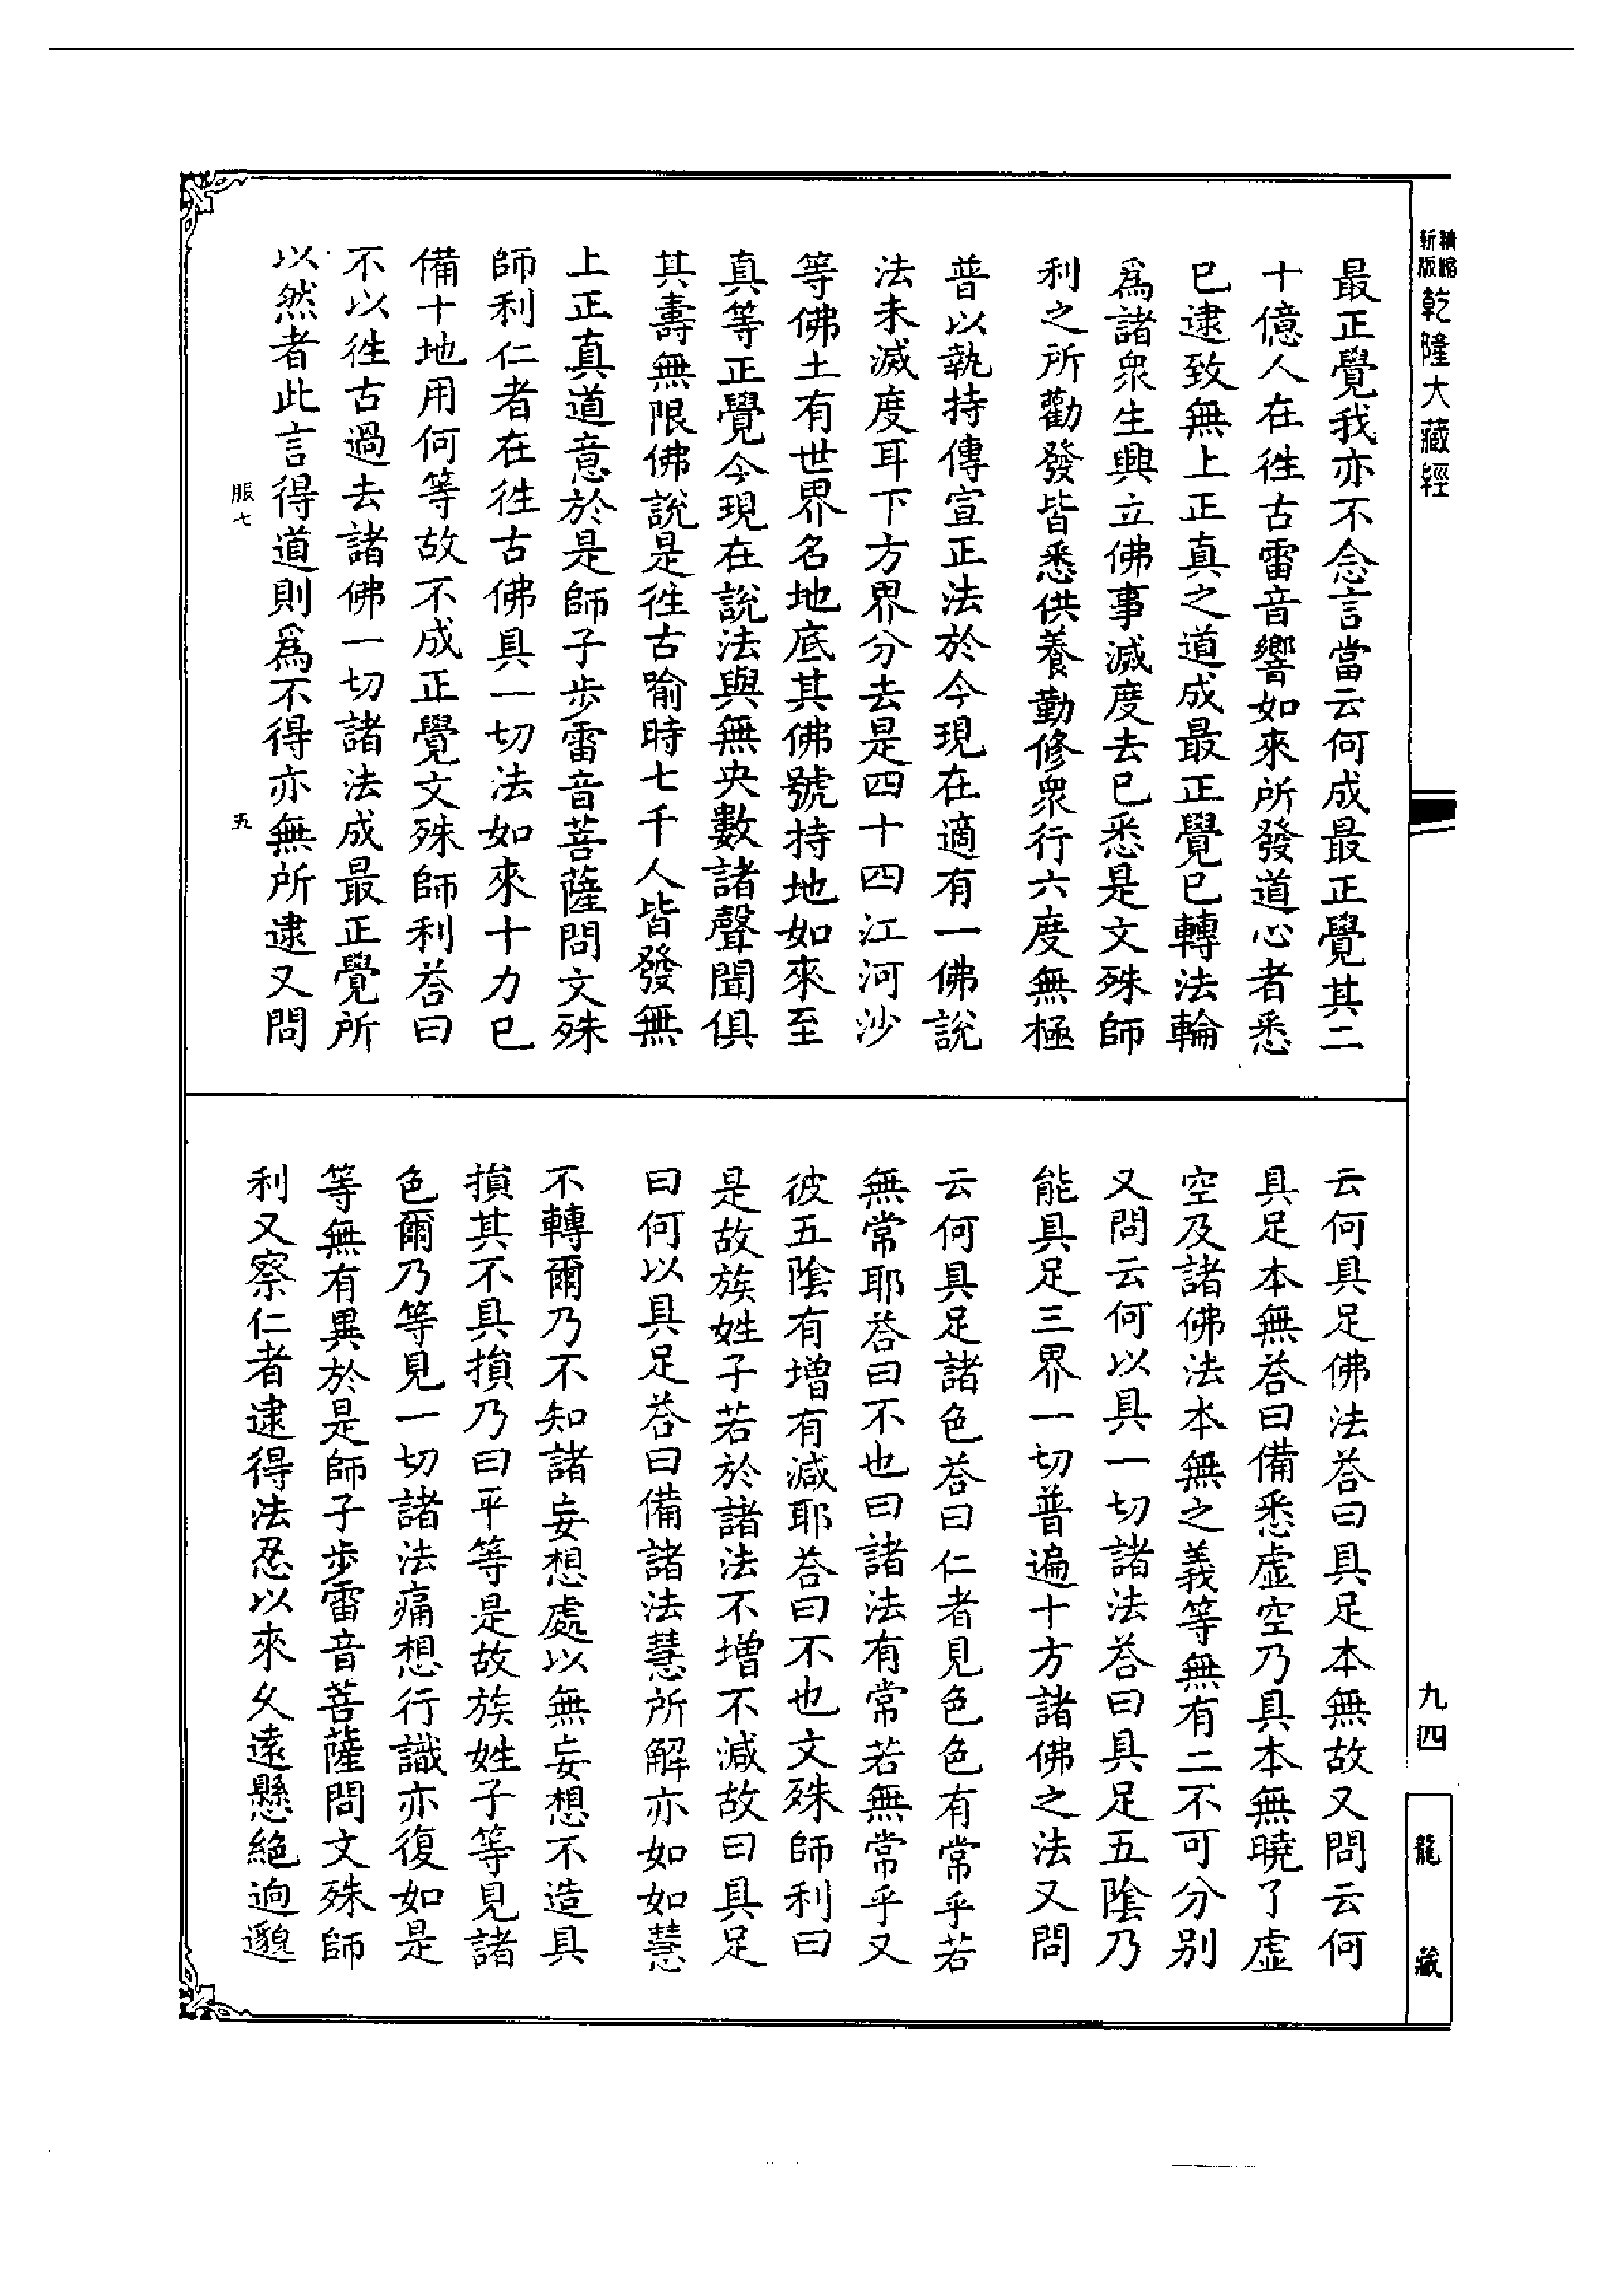 精縮新版乾隆大藏經
最正覺我亦不念言當云何成最正覺其二
十億人在徃古雷音響如來所發道心者悉
已逮致無上正真之道成最正覺已轉法輪
爲諸衆生興立佛事滅度去已悉是文殊師
利之所勸發皆悉供養勤修衆行六度無極
普以執持傳宣正法於今現在適有一佛說
法未滅度耳下方界分去是四十四江河沙
等佛土有世界名地底其佛號持地如來至
真等正覺今現在說法與無央數諸聲聞俱
其壽無限佛說是徃古喻時七千人皆發無
上正真道意於是師子步雷音菩薩問文殊
師利仁者在徃古佛具一切法如來十力已
備十地用何等故不成正覺文殊師利荅曰
不以徃古過去諸佛一切諸法成最正覺所
以然者此言得道則爲不得亦無所逮又問
服七 五
云何具足佛法荅曰具足本無故又問云何
具足本無荅曰備悉虛空乃具本無曉了虛
空及諸佛法本無之義等無有二不可分別
又問云何以具一切諸法荅曰具足五陰乃
能具足三界一切普遍十方諸佛之法又問
云何具足諸色荅曰仁者見色色有常乎若
無常耶荅曰不也曰諸法有常若無常乎又
彼五陰有增有減耶荅曰不也文殊師利曰
是故族姓子若於諸法不增不減故曰具足
曰何以具足荅曰備諸法慧所解亦如如慧
不轉爾乃不知諸妄想處以無妄想不造具
損其不具損乃曰平等是故族姓子等見諸
色爾乃等見一切諸法痛想行識亦復如是
等無有異於是師子步雷音菩薩問文殊師
利又察仁者逮得法忍以來久遠懸絕迥邈
九四
龍藏